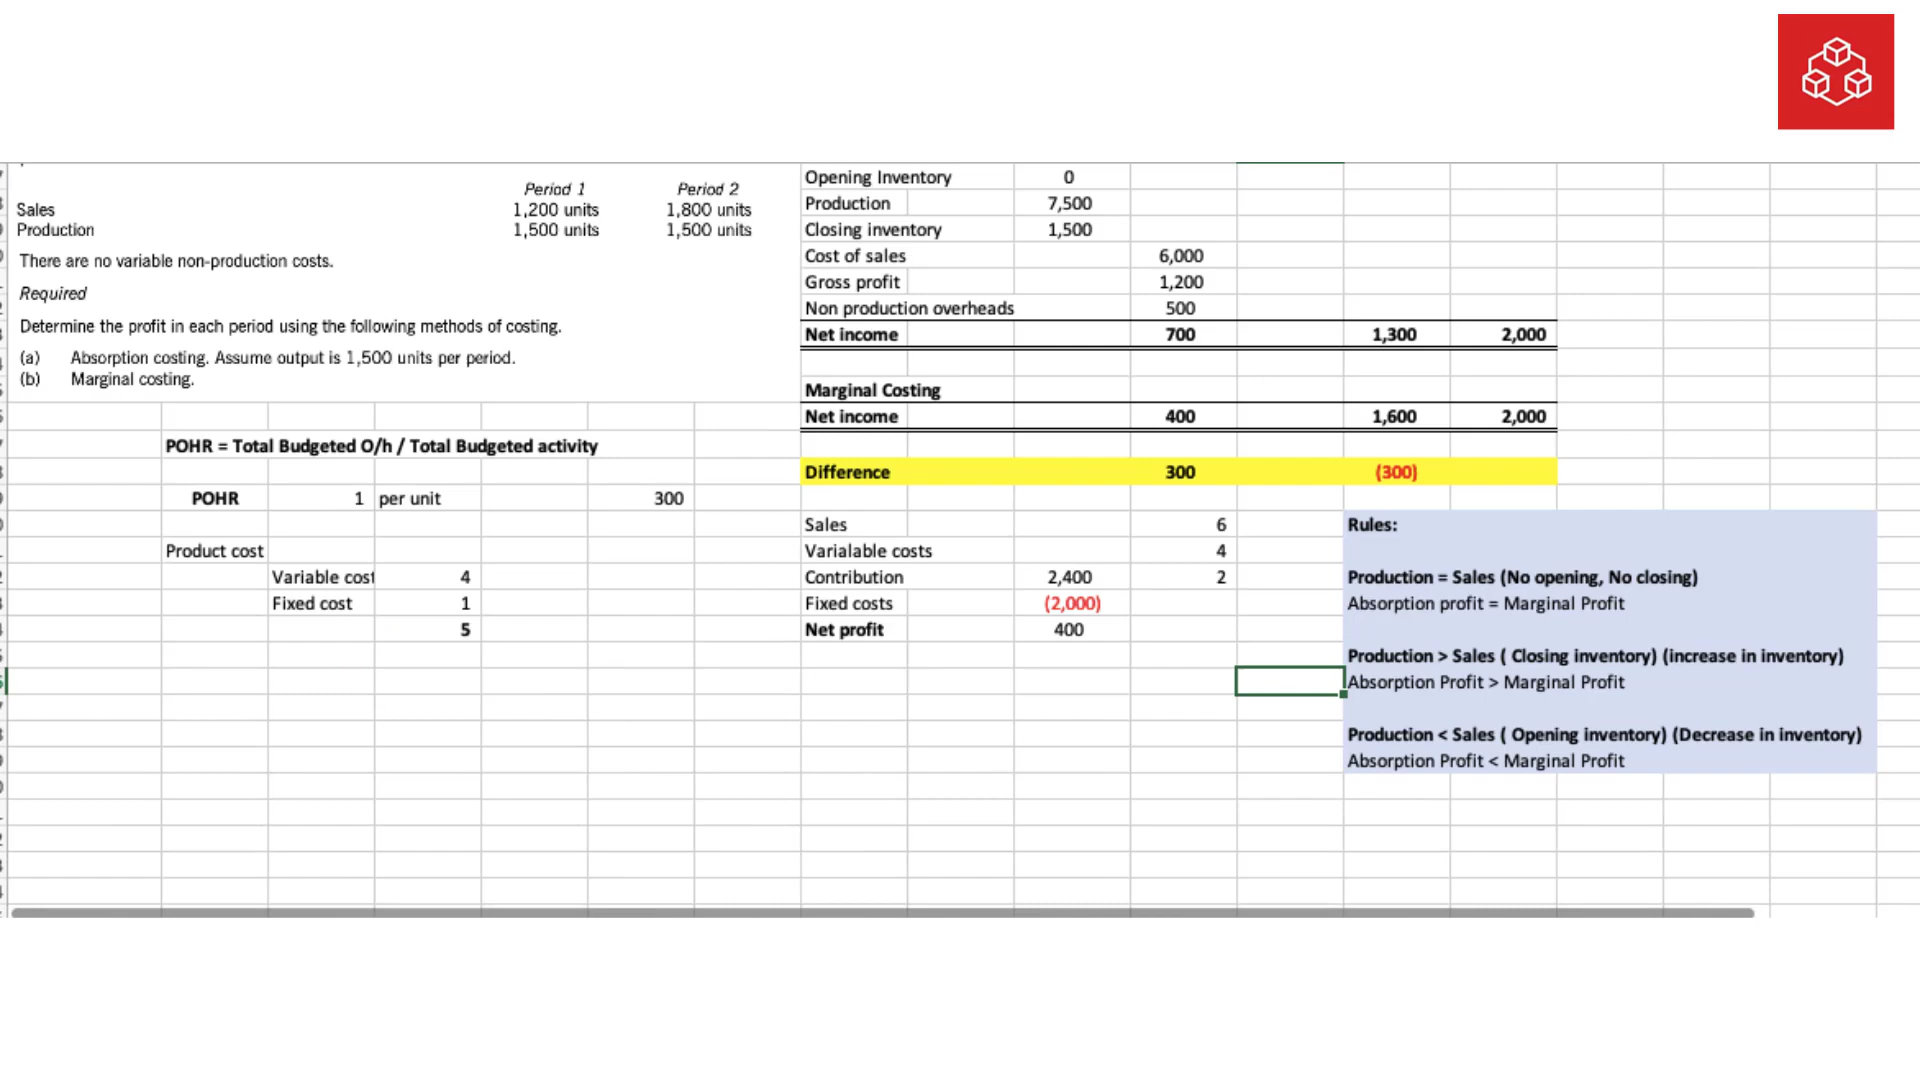 Period 1 Period 2
Sales 1,200 units 1,800 units
Production 1,500 units 1,500 units
There are no variable non-production costs.
Required
Determine the profit in each period using the following methods of costing.
(a) Absorption costing. Assume output is 1,500 units per period.
(b) Marginal costing.
POHR = Total Budgeted O/h / Total Budgeted activity
POHR 1 per unit 300
Product cost
Variable cost 4
Fixed cost 1
5
Opening Inventory 0
Production 7,500
Closing inventory 1,500
Cost of sales 6,000
Gross profit 1,200
Non production overheads 500
Net income 700 1,300 2,000
Marginal Costing
Net income 400 1,600 2,000
Difference 300 (300)
Sales 6
Varialable costs 4
Contribution 2,400 2
Fixed costs (2,000)
Net profit 400
Rules:
Production = Sales (No opening, No closing)
Absorption profit = Marginal Profit
Production > Sales ( Closing inventory) (increase in inventory)
Absorption Profit > Marginal Profit
Production < Sales ( Opening inventory) (Decrease in inventory)
Absorption Profit < Marginal Profit